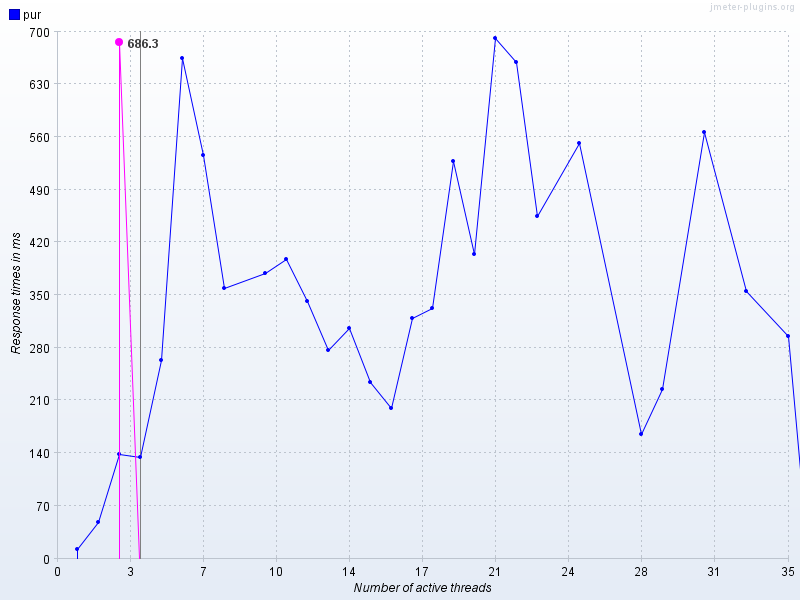 jmeter-plugins.org
pur
700
686.3
630
560
490
420
350
280
210
140
70
0
Response times in ms
0 3 7 10 14 17 21 24 28 31 35
Number of active threads